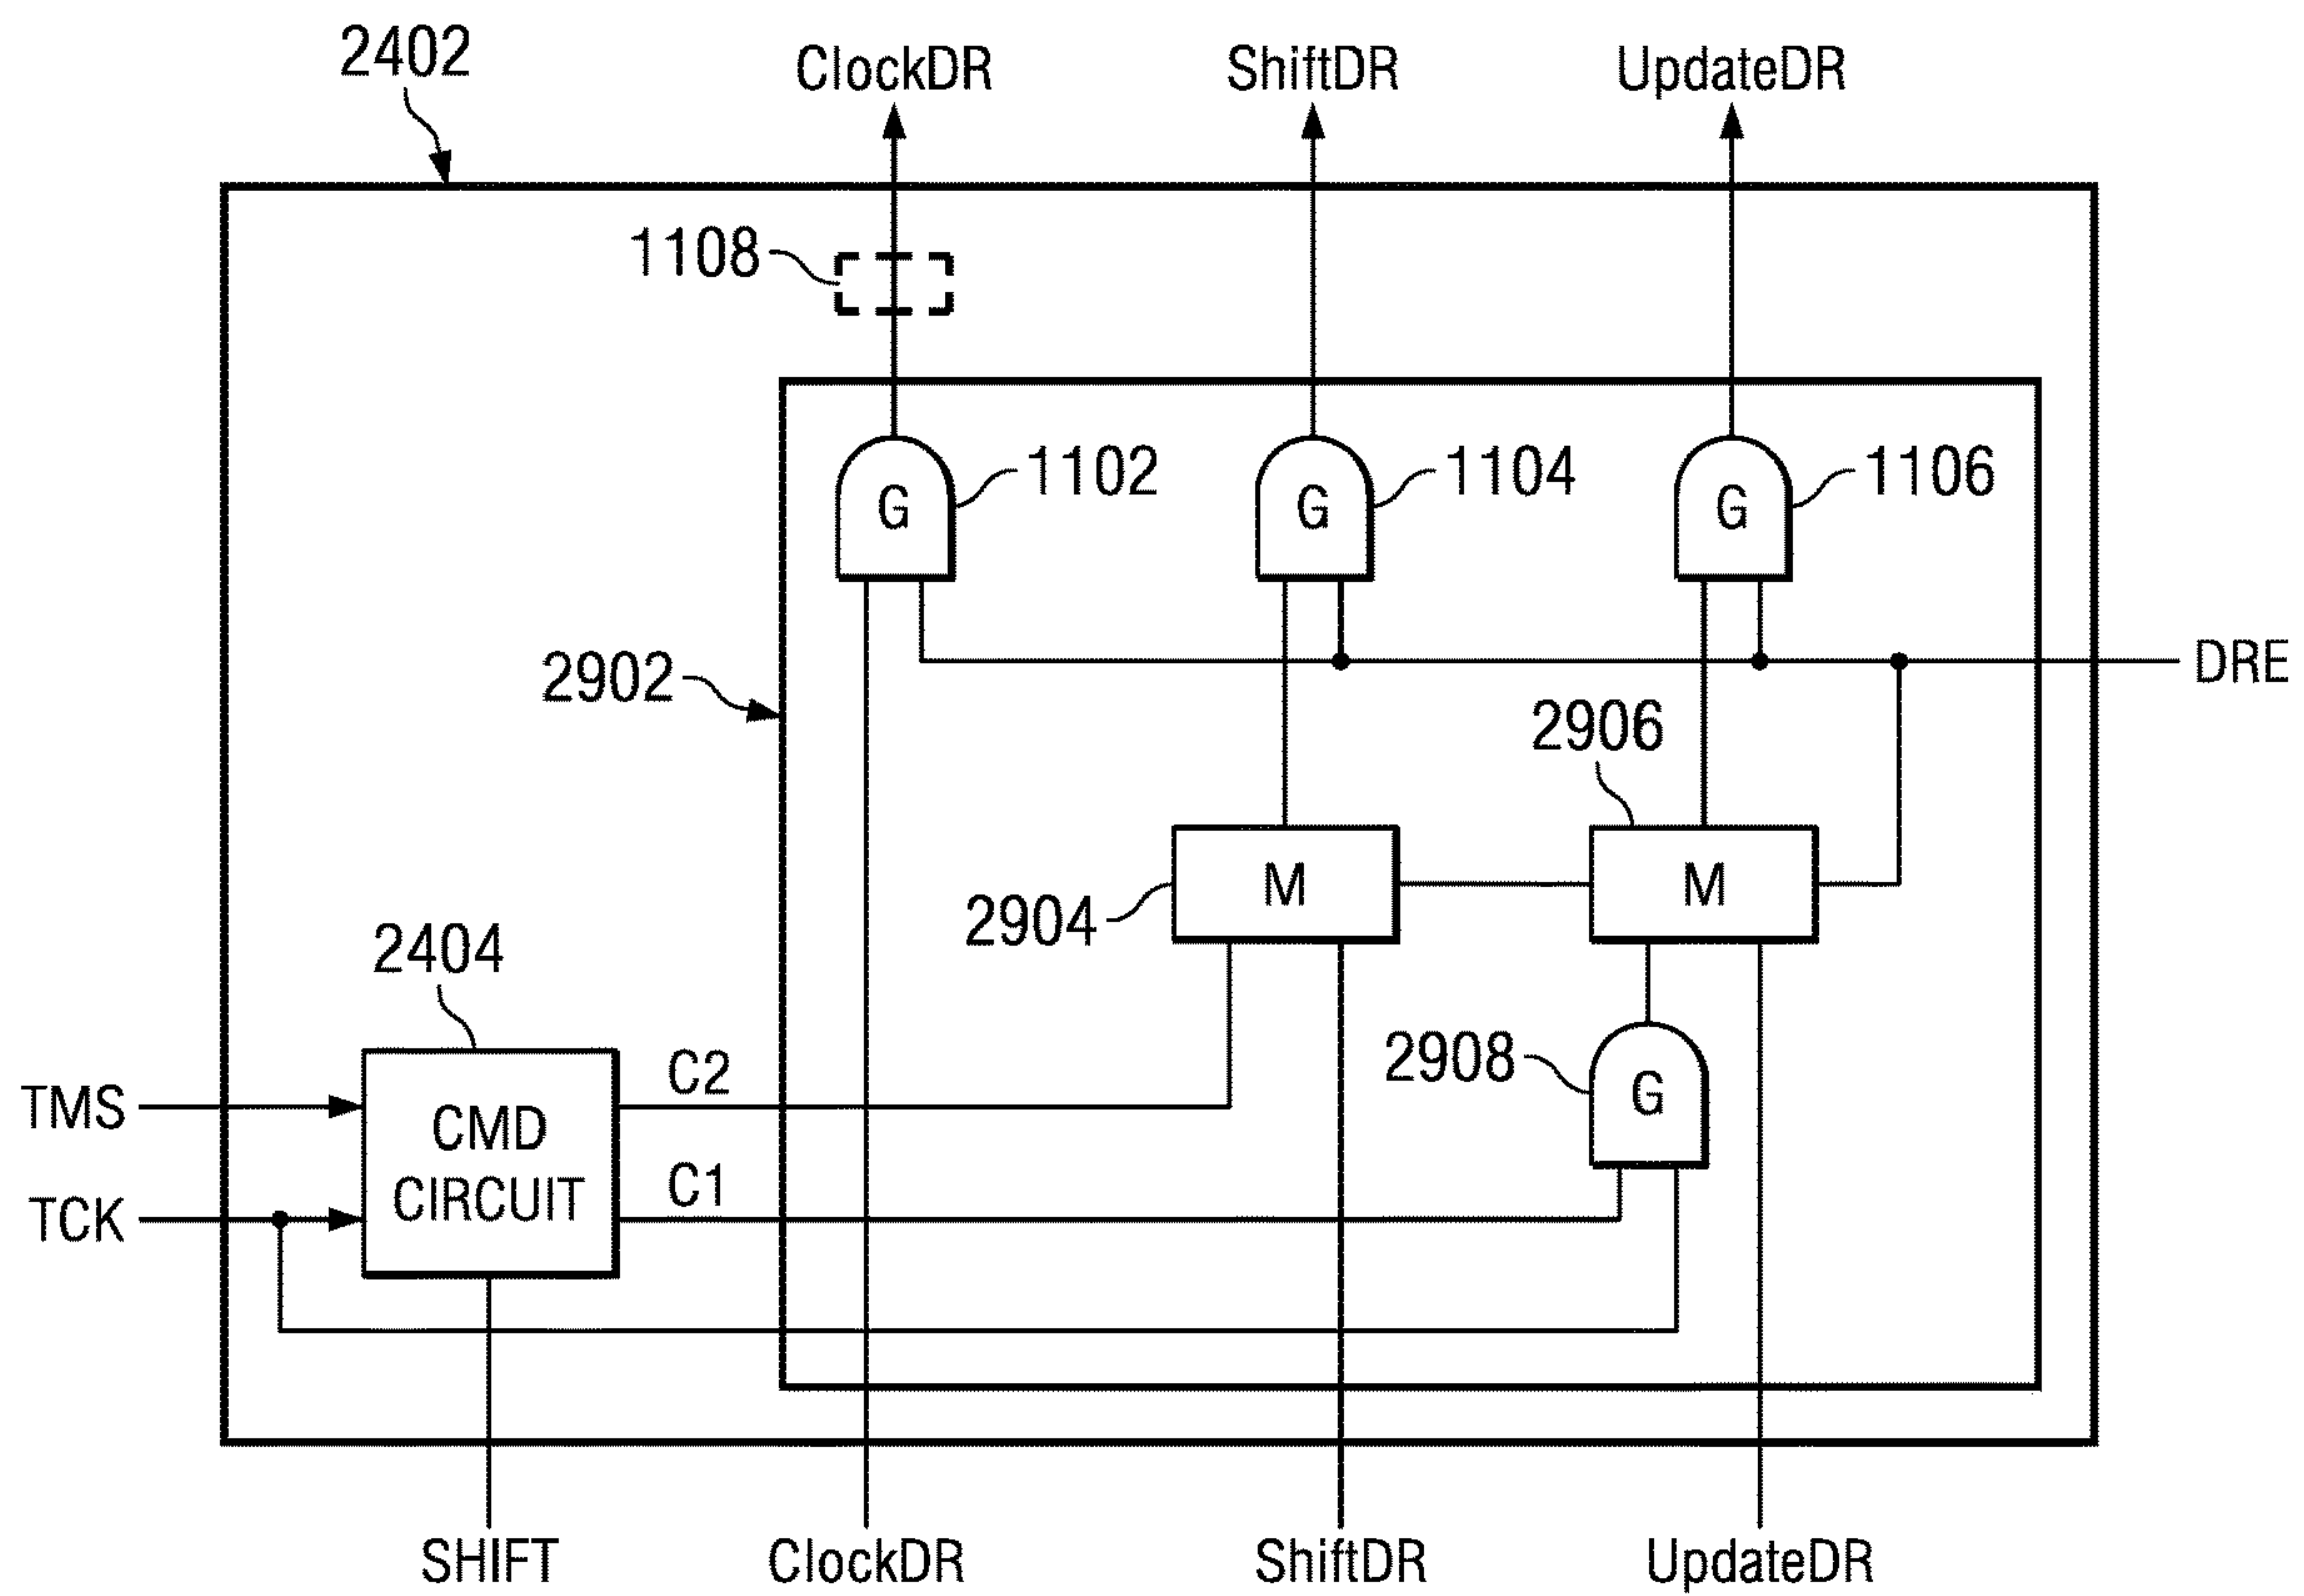 2402
ClockDR
ShiftDR
UpdateDR
1108
G
1102
G
1104
G
1106
2902
DRE
2906
M
M
2904
2404
2908
G
C2
TMS
CMD
CIRCUIT
C1
TCK
SHIFT
ClockDR
ShiftDR
UpdateDR